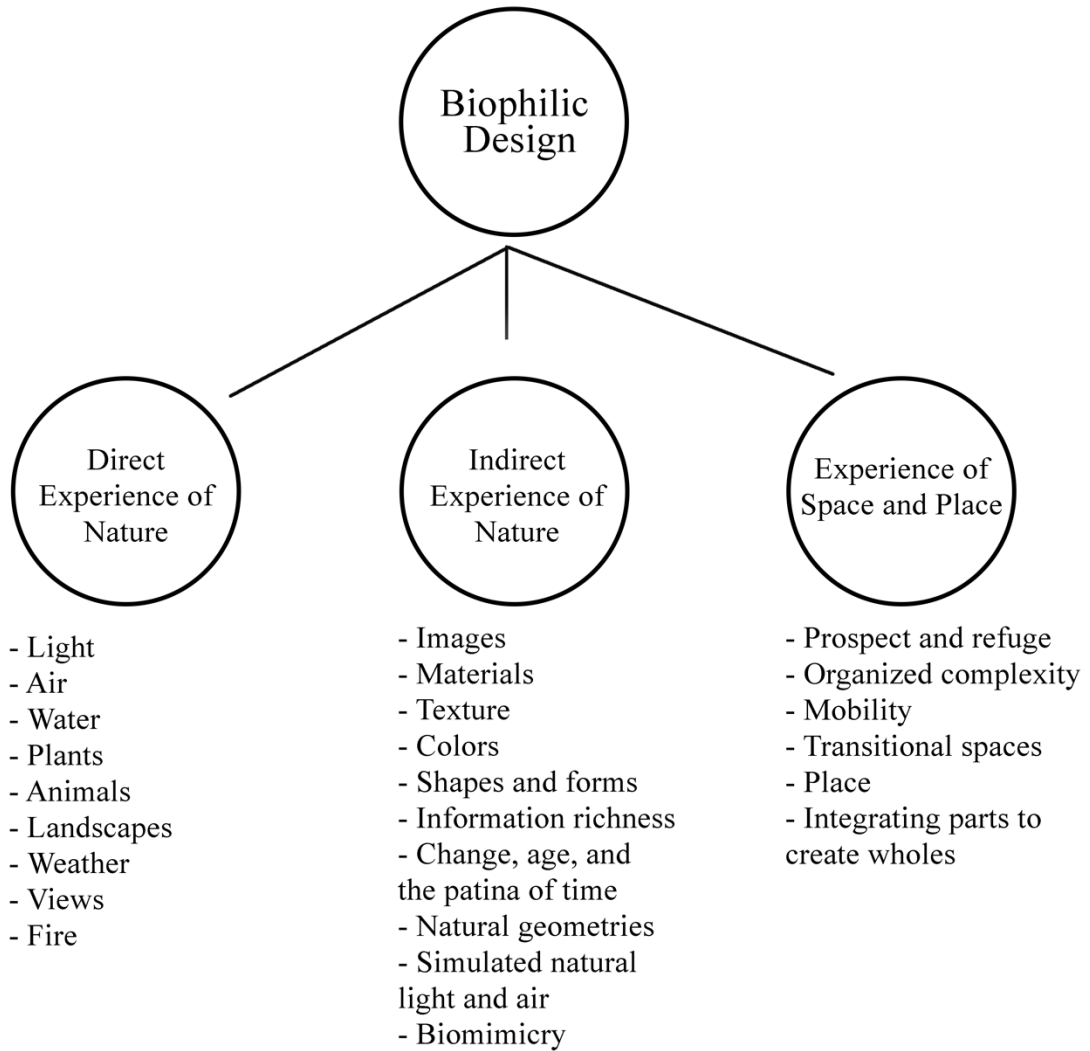 Biophilic
Design
Direct
Experience of
Nature
- Light
- Air
- Water
- Plants
- Animals
- Landscapes
- Weather
- Views
- Fire
Indirect
Experience of
Nature
- Images
- Materials
- Texture
- Colors
- Shapes and forms
- Information richness
- Change, age, and
the patina of time
- Natural geometries
- Simulated natural
light and air
- Biomimicry
Experience of
Space and Place
- Prospect and refuge
- Organized complexity
- Mobility
- Transitional spaces
- Place
- Integrating parts to
create wholes